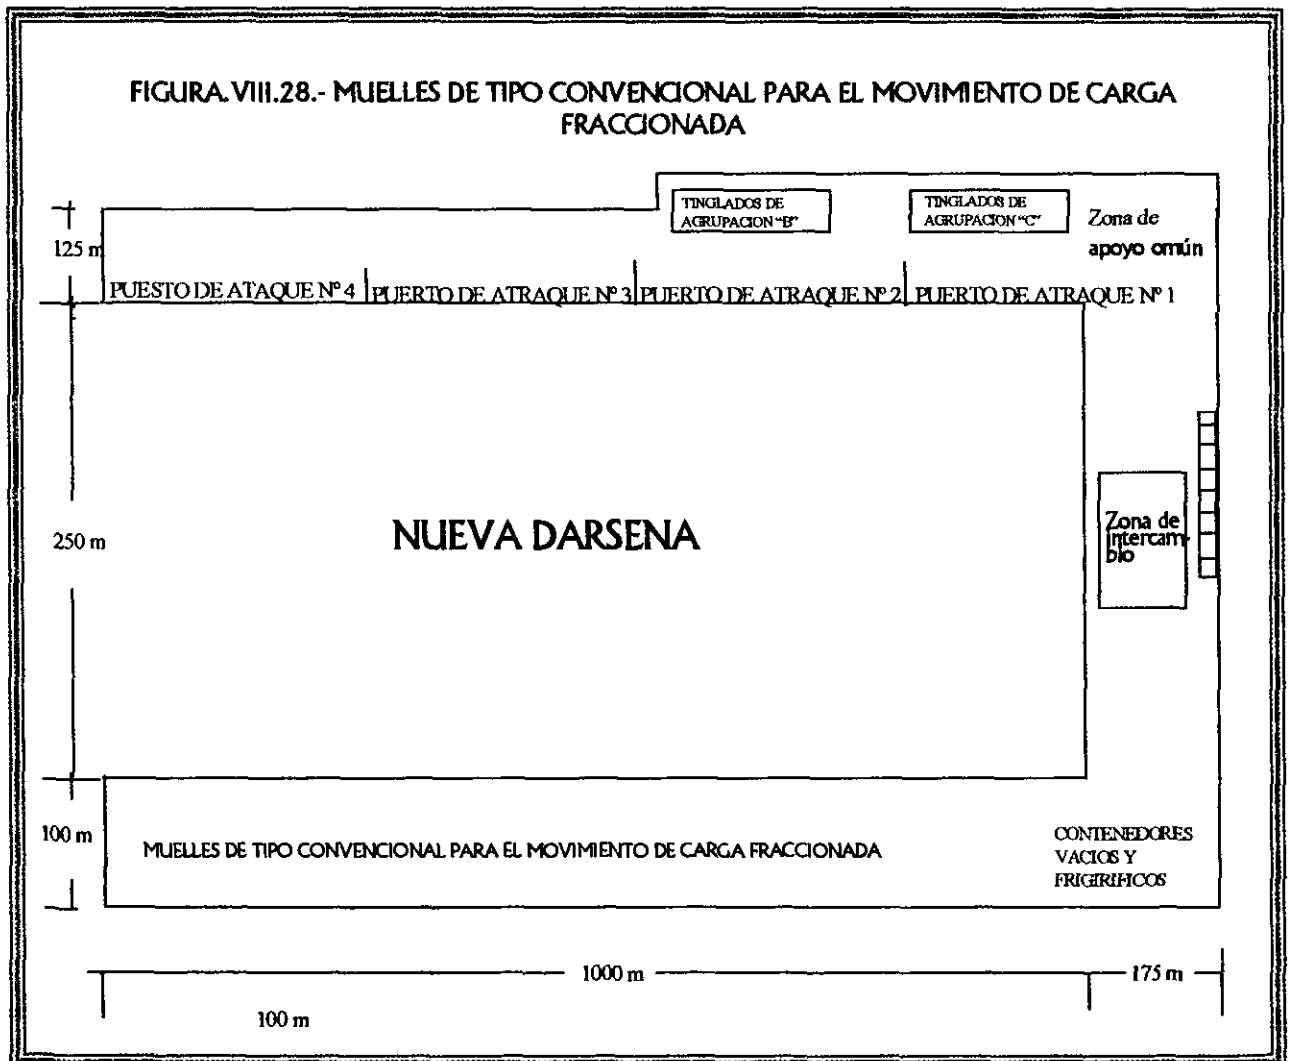 FIGURA.VIII.28.- MUELLES DE TIPO CONVENCIONAL PARA EL MOVIMIENTO DE CARGA
FRACCIONADA
TINGLADOS DE
AGRUPACION "B"
TINGLADOS DE
AGRUPACION "C"
Zona de
apoyo omún
125 m
PUESTO DE ATAQUE Nº 4
PUERTO DE ATRAQUE Nº 3
PUERTO DE ATRAQUE Nº 2
PUERTO DE ATRAQUE Nº 1
250 m
NUEVA DARSENA
Zona de
intercam-
bio
100 m
MUELLES DE TIPO CONVENCIONAL PARA EL MOVIMIENTO DE CARGA FRACCIONADA
CONTENEDORES
VACIOS Y
FRIGIRIFICOS
1000 m
175 m
100 m